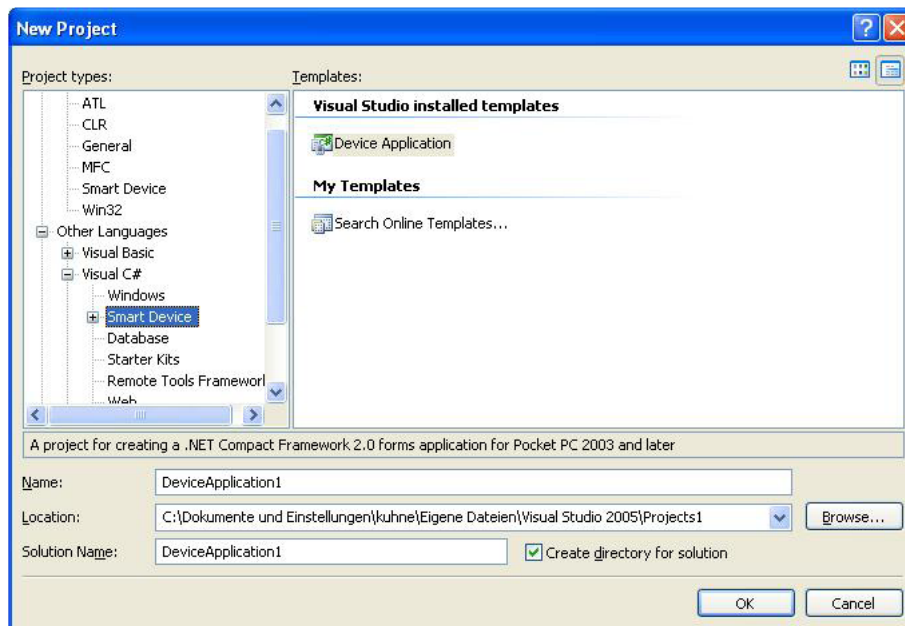 New Project
Project types:
Templates:
ATL
CLR
General
MFC
Smart Device
Win32
Other Languages
Visual Basic
Visual C#
Windows
Smart Device
Database
Starter Kits
Remote Tools Framework
Web
Visual Studio installed templates
Device Application
My Templates
Search Online Templates...
A project for creating a .NET Compact Framework 2.0 forms application for Pocket PC 2003 and later
Name:
DeviceApplication1
Location:
C:\Dokumente und Einstellungen\kuhne\Eigene Dateien\Visual Studio 2005\Projects1
Browse...
Solution Name:
DeviceApplication1
Create directory for solution
OK
Cancel